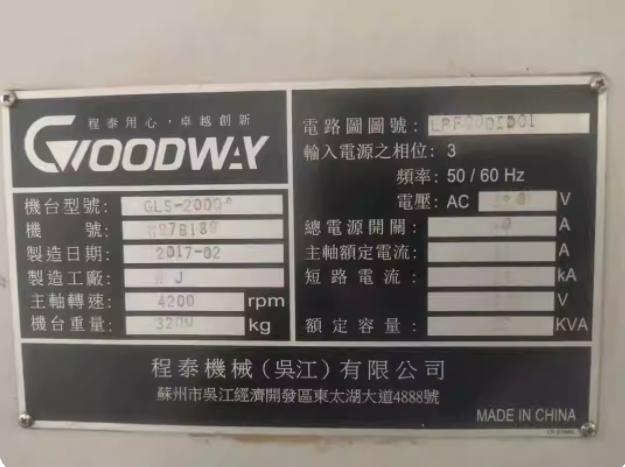 程泰用心·卓越創新
GOODWAY
機台型號: GLS-2000
機 號:
製造日期: 2017-02
製造工廠: WJ
主軸轉速: 4200 rpm
機台重量: 3200 kg
電路圖圖號:
輸入電源之相位: 3
頻率: 50 / 60 Hz
電壓: AC V
總電源開關: A
主軸額定電流: A
短路電流: kA
V
額定容量: KVA
程泰機械(吳江)有限公司
蘇州市吳江經濟開發區東太湖大道4888號
MADE IN CHINA